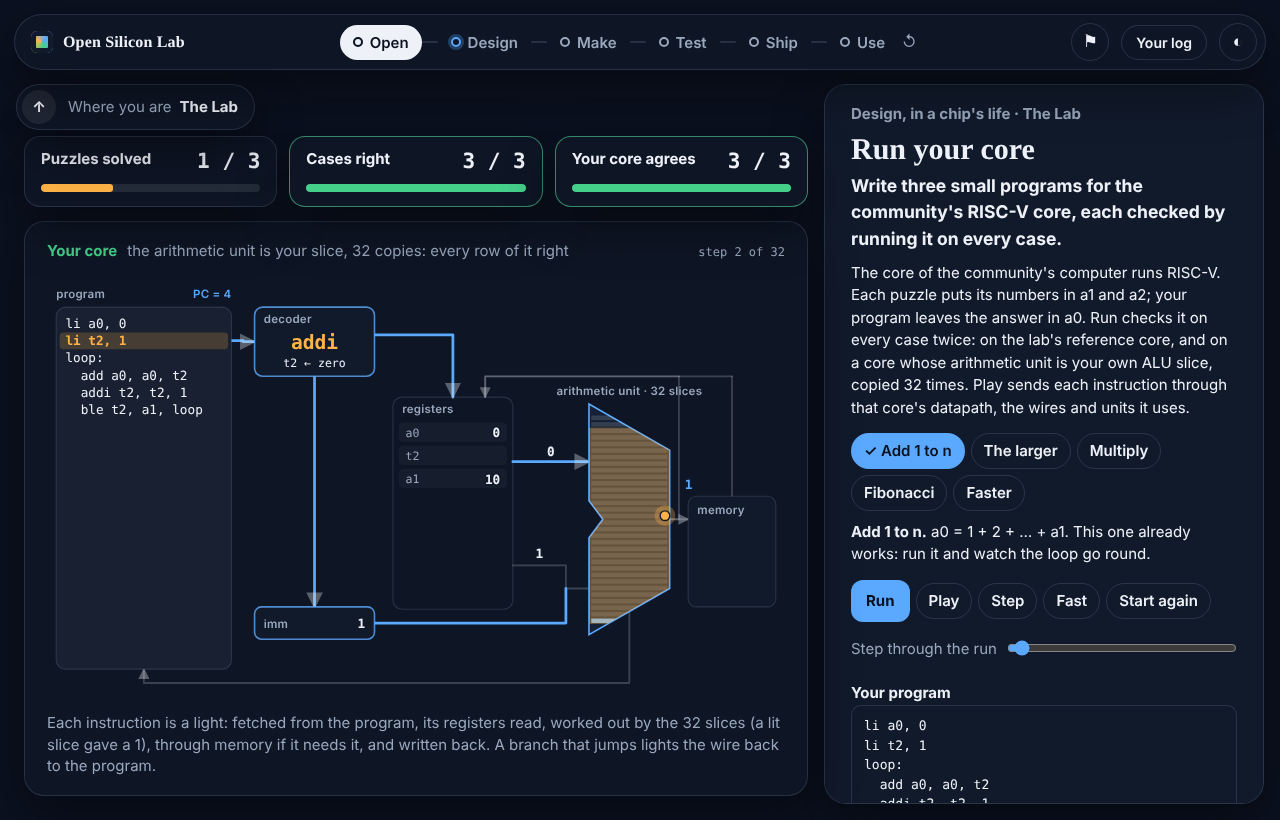 Open Silicon Lab
Open
Design
Make
Test
Ship
Use
Your log
Where you are The Lab
Puzzles solved 1 / 3
Cases right 3 / 3
Your core agrees 3 / 3
Your core the arithmetic unit is your slice, 32 copies: every row of it right
step 2 of 32
program PC = 4
li a0, 0
li t2, 1
loop:
add a0, a0, t2
addi t2, t2, 1
ble t2, a1, loop
decoder
addi
t2 ← zero
registers
a0 0
t2
a1 10
arithmetic unit · 32 slices
0
1
1
memory
imm 1
Each instruction is a light: fetched from the program, its registers read, worked out by the 32 slices (a lit
slice gave a 1), through memory if it needs it, and written back. A branch that jumps lights the wire back
to the program.
Design, in a chip's life · The Lab
Run your core
Write three small programs for the
community's RISC-V core, each checked by
running it on every case.
The core of the community's computer runs RISC-V.
Each puzzle puts its numbers in a1 and a2; your
program leaves the answer in a0. Run checks it on
every case twice: on the lab's reference core, and on
a core whose arithmetic unit is your own ALU slice,
copied 32 times. Play sends each instruction through
that core's datapath, the wires and units it uses.
✓ Add 1 to n
The larger
Multiply
Fibonacci
Faster
Add 1 to n. a0 = 1 + 2 + ... + a1. This one already
works: run it and watch the loop go round.
Run
Play
Step
Fast
Start again
Step through the run
Your program
li a0, 0
li t2, 1
loop:
add a0, a0, t2
addi t2, t2, 1